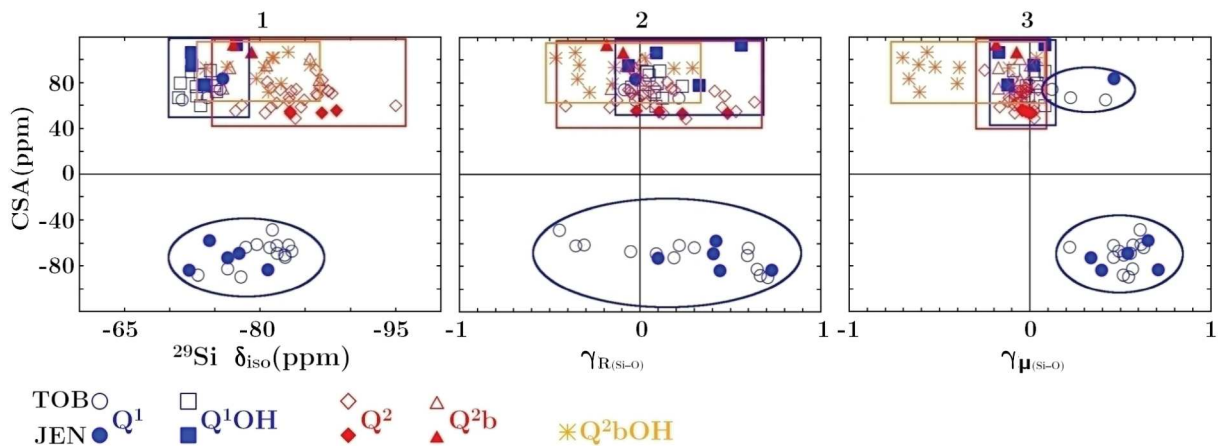 1 2 3
CSA(ppm)
80
40
0
-40
-80
-65 -80 -95 -1 0 1 -1 0 1
²⁹Si δiso(ppm) γR(Si–O) γμ(Si–O)
TOB Q¹ Q¹OH Q² Q²b Q²bOH
JEN